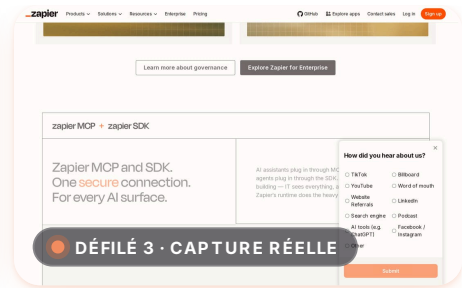 zapier Products Solutions Resources Enterprise Pricing GitHub Explore apps Contact sales Log in Sign up
Learn more about governance Explore Zapier for Enterprise
zapier MCP + zapier SDK
Zapier MCP and SDK.
One secure connection.
For every AI surface.
AI assistants plug in through MC
agents plug in through the SDK.
building — IT sees everything,
Zapier's runtime does the heavy
How did you hear about us?
TikTok Billboard
YouTube Word of mouth
Website Referrals LinkedIn
Search engine Podcast
AI tools (e.g. ChatGPT) Facebook / Instagram
Other
Submit
DÉFILÉ 3 · CAPTURE RÉELLE